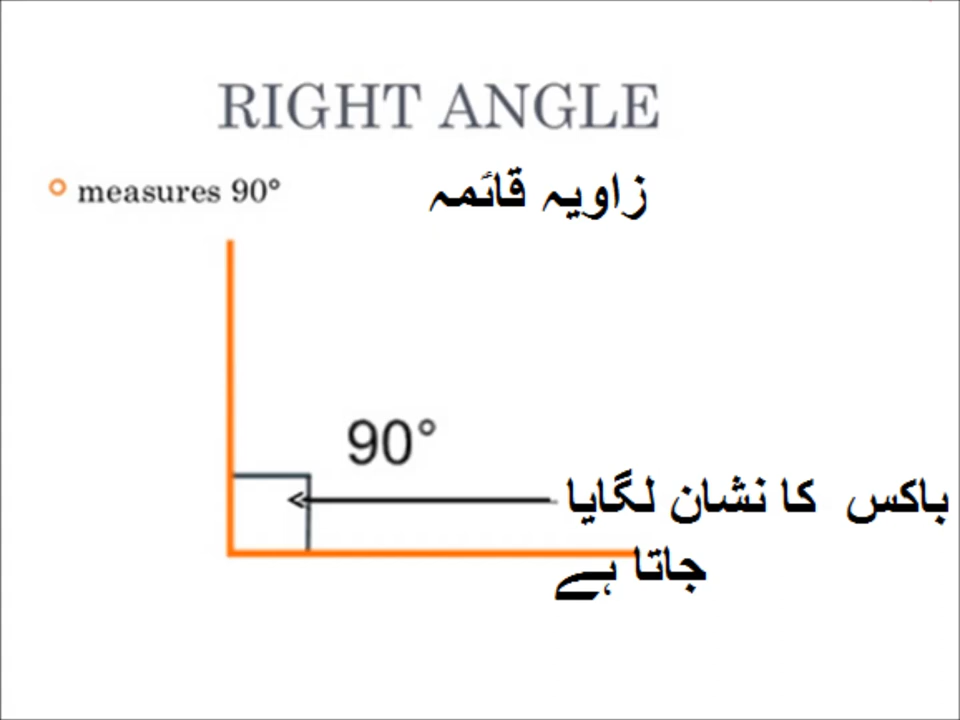 RIGHT ANGLE
measures 90°
زاویہ قائمہ
90°
باکس کا نشان لگایا
جاتا ہے